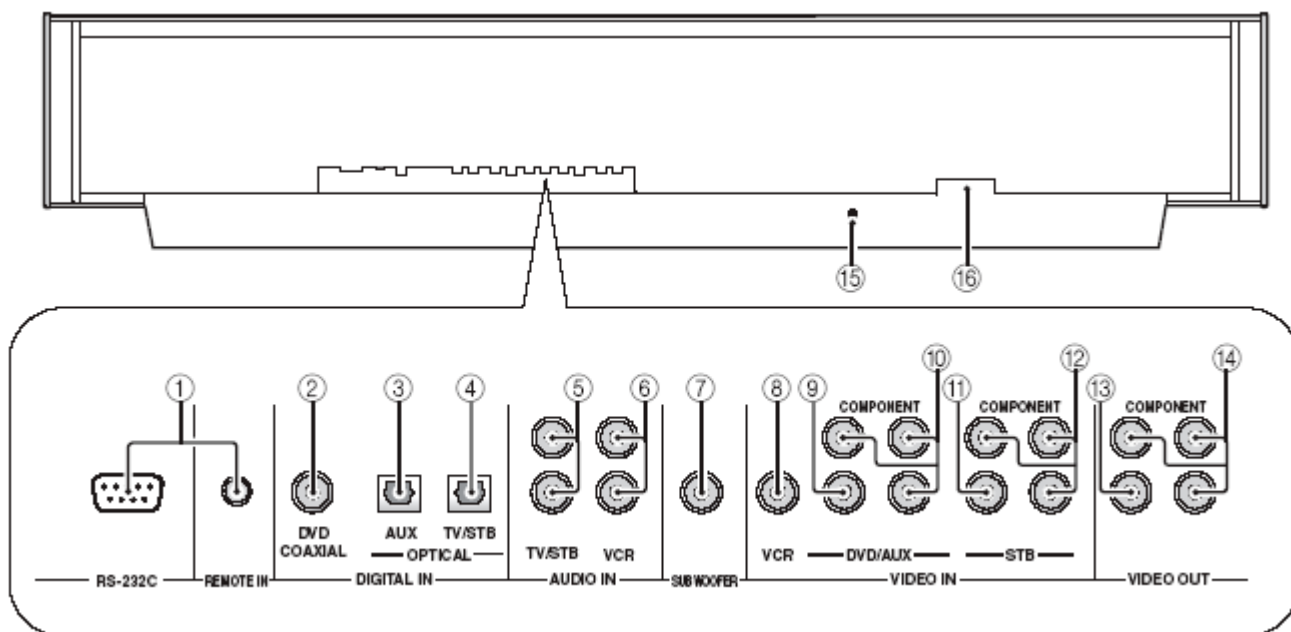 ⑮ ⑯
① ② ③ ④ ⑤ ⑥ ⑦ ⑧ ⑨ ⑩ ⑪ ⑫ ⑬ ⑭
COMPONENT COMPONENT COMPONENT
DVD COAXIAL
AUX TV/STB
OPTICAL
TV/STB VCR
VCR DVD/AUX STB
RS-232C REMOTE IN DIGITAL IN AUDIO IN SUBWOOFER VIDEO IN VIDEO OUT